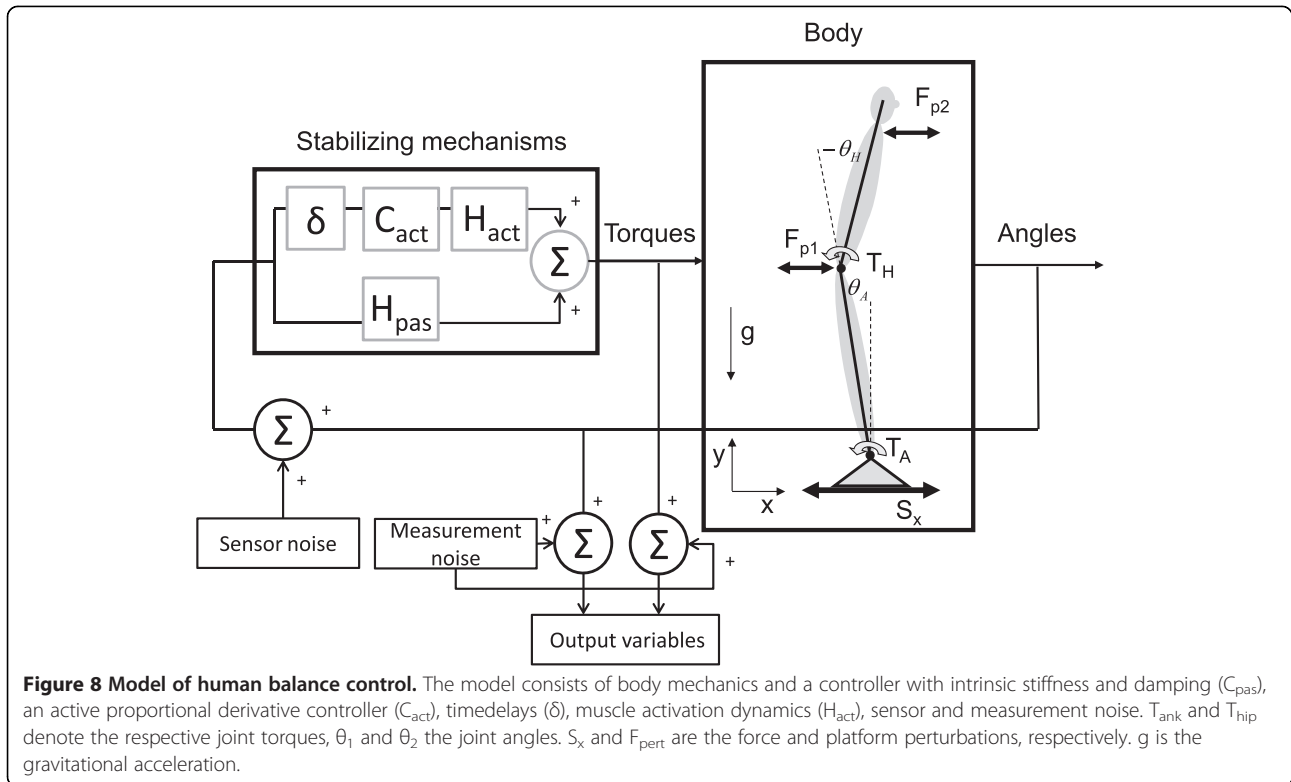 Body
F_p2
-θ_H
Stabilizing mechanisms
δ
C_act
H_act
+
Σ
Torques
F_p1
T_H
Angles
θ_A
H_pas
+
g
Σ
+
+
y
x
T_A
S_x
Sensor noise
Measurement
noise
+
+
Σ
+
Σ
+
Output variables
Figure 8 Model of human balance control. The model consists of body mechanics and a controller with intrinsic stiffness and damping (C_pas),
an active proportional derivative controller (C_act), timedelays (δ), muscle activation dynamics (H_act), sensor and measurement noise. T_ank and T_hip
denote the respective joint torques, θ_1 and θ_2 the joint angles. S_x and F_pert are the force and platform perturbations, respectively. g is the
gravitational acceleration.